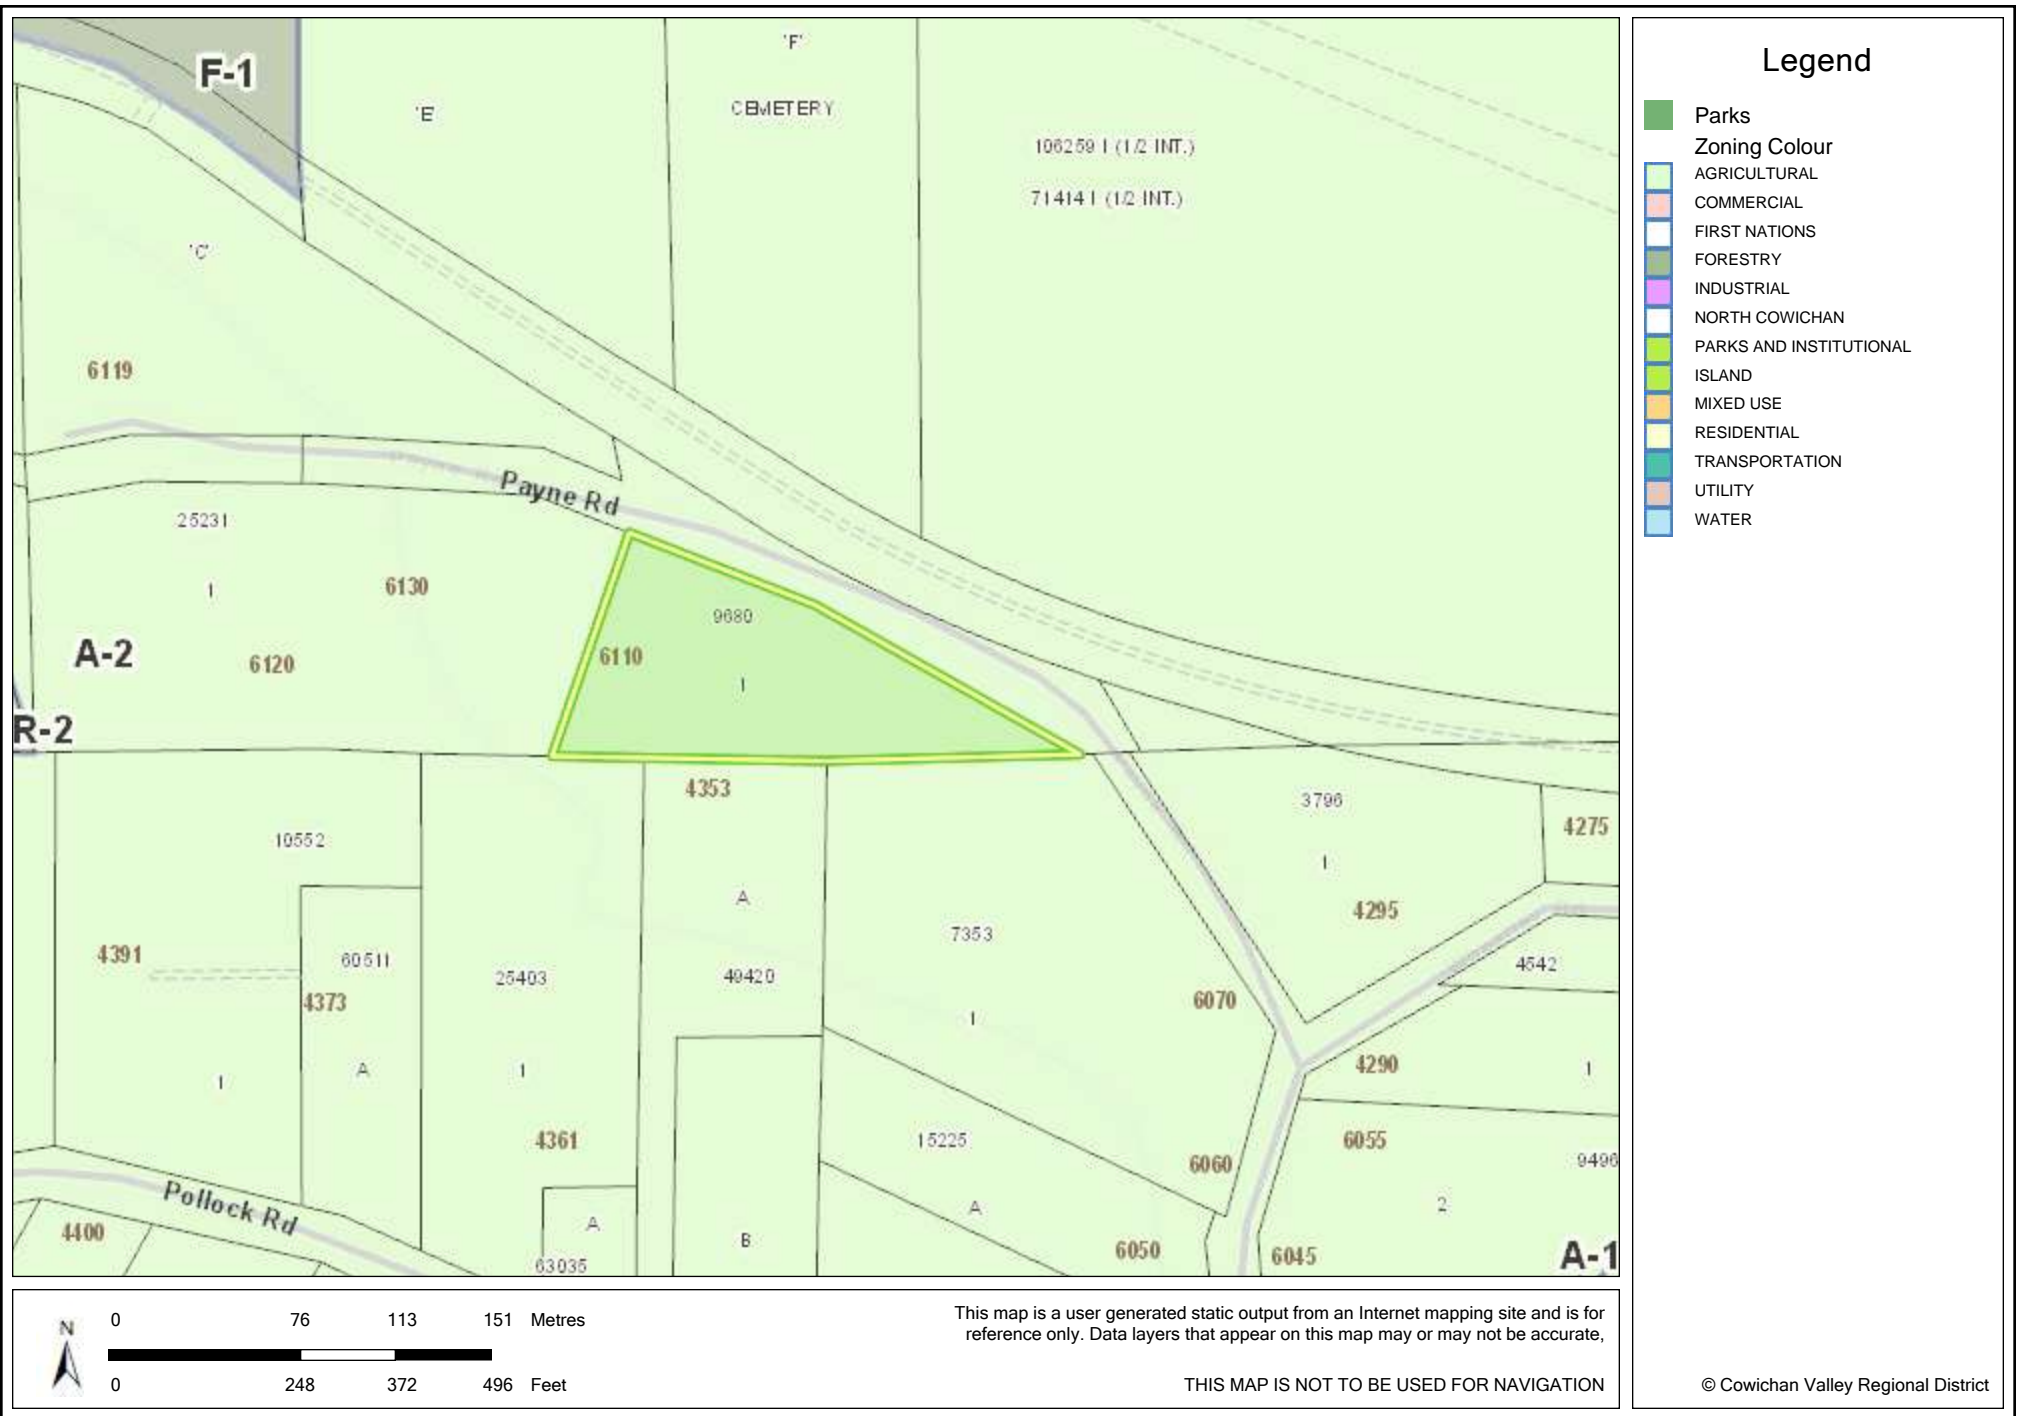 F-1
'F'
'E'
CEMETERY
106259 I (1/2 INT.)
71414 I (1/2 INT.)
'C'
6119
Payne Rd
25231
1
6130
9680
6110
1
A-2
6120
R-2
4353
3796
4275
10552
1
A
4295
7353
4391
60511
25403
49420
4542
4373
6070
1
A
1
1
4290
1
4361
15225
6055
6060
9496
Pollock Rd
A
A
2
4400
B
6050
6045
A-1
63035
Legend
Parks
Zoning Colour
AGRICULTURAL
COMMERCIAL
FIRST NATIONS
FORESTRY
INDUSTRIAL
NORTH COWICHAN
PARKS AND INSTITUTIONAL
ISLAND
MIXED USE
RESIDENTIAL
TRANSPORTATION
UTILITY
WATER
N
0 76 113 151 Metres
0 248 372 496 Feet
This map is a user generated static output from an Internet mapping site and is for
reference only. Data layers that appear on this map may or may not be accurate,
THIS MAP IS NOT TO BE USED FOR NAVIGATION
© Cowichan Valley Regional District